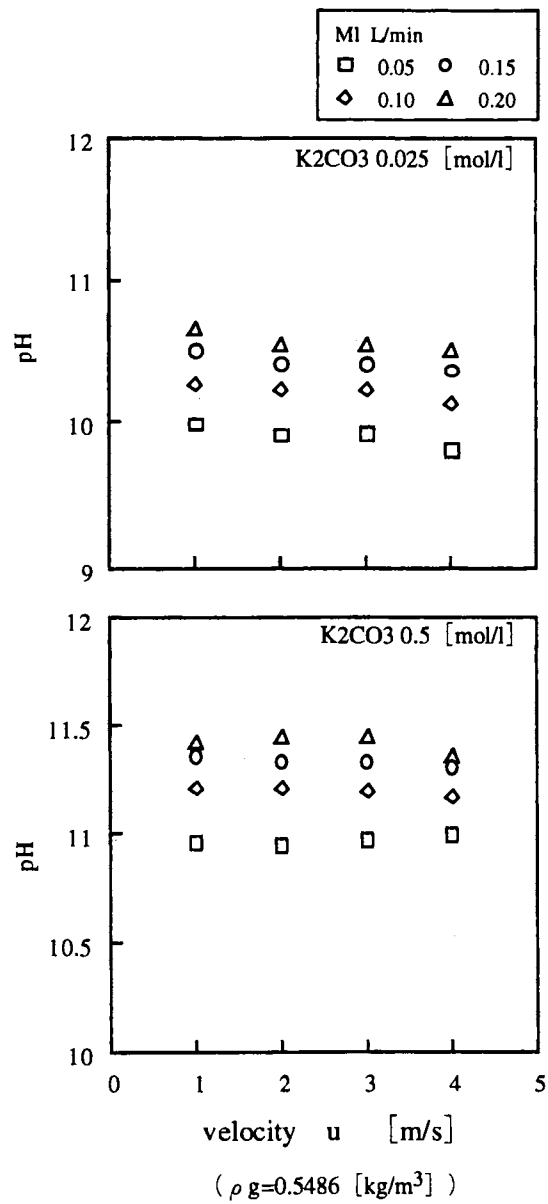 Ml L/min
□ 0.05 ○ 0.15
◇ 0.10 △ 0.20
12
K2CO3 0.025 [mol/l]
11
pH
10
9
12
K2CO3 0.5 [mol/l]
11.5
pH
11
10.5
10
0 1 2 3 4 5
velocity u [m/s]
( ρ g=0.5486 [kg/m³] )